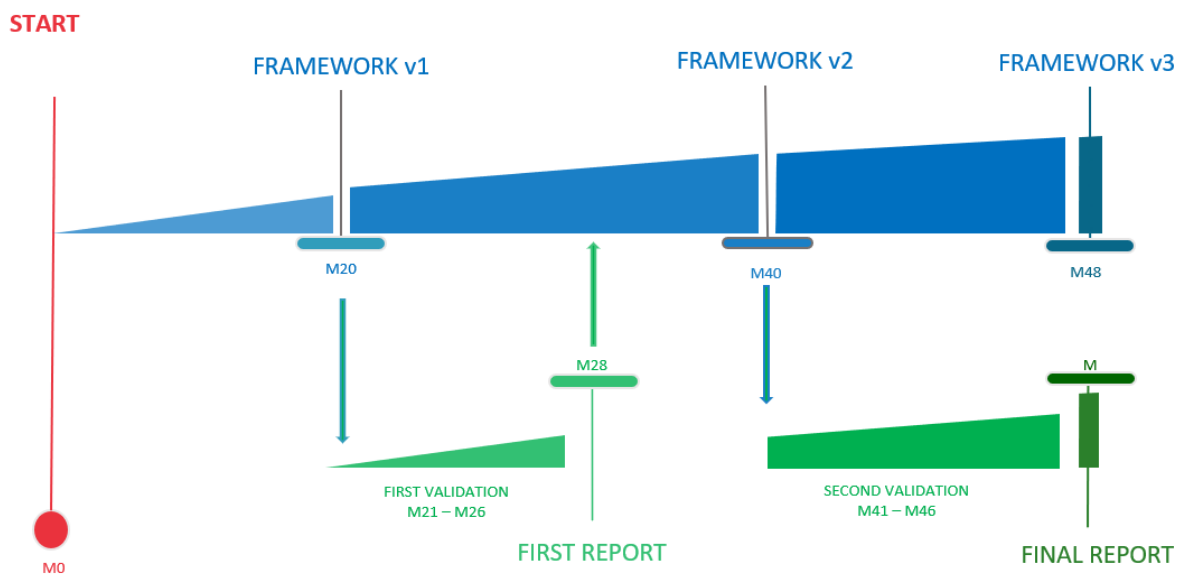 START
FRAMEWORK v1
FRAMEWORK v2
FRAMEWORK v3
M20
M40
M48
M28
M
FIRST VALIDATION
M21 – M26
SECOND VALIDATION
M41 – M46
FIRST REPORT
FINAL REPORT
M0